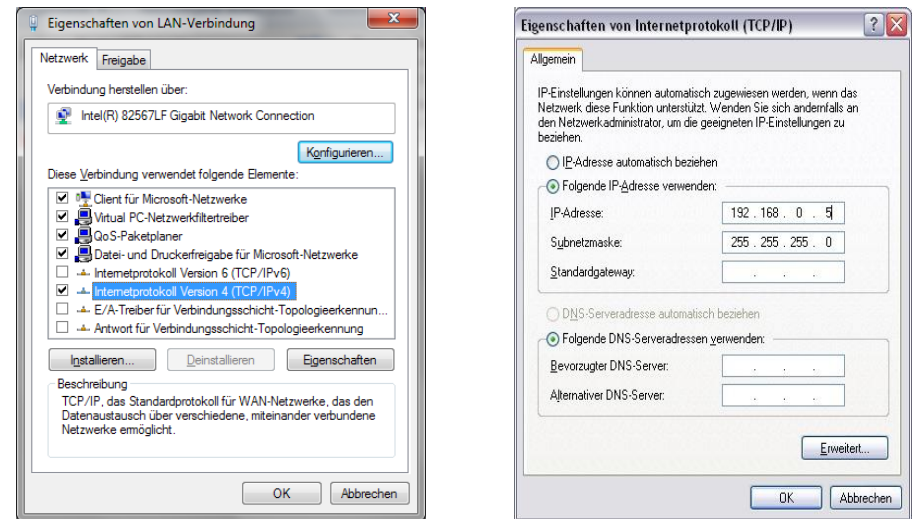 Eigenschaften von LAN-Verbindung
Netzwerk
Freigabe
Verbindung herstellen über:
Intel(R) 82567LF Gigabit Network Connection
Konfigurieren...
Diese Verbindung verwendet folgende Elemente:
Client für Microsoft-Netzwerke
Virtual PC-Netzwerkfiltertreiber
QoS-Paketplaner
Datei- und Druckerfreigabe für Microsoft-Netzwerke
Internetprotokoll Version 6 (TCP/IPv6)
Internetprotokoll Version 4 (TCP/IPv4)
E/A-Treiber für Verbindungsschicht-Topologieerkennun...
Antwort für Verbindungsschicht-Topologieerkennung
Installieren...
Deinstallieren
Eigenschaften
Beschreibung
TCP/IP, das Standardprotokoll für WAN-Netzwerke, das den
Datenaustausch über verschiedene, miteinander verbundene
Netzwerke ermöglicht.
OK
Abbrechen
Eigenschaften von Internetprotokoll (TCP/IP)
Allgemein
IP-Einstellungen können automatisch zugewiesen werden, wenn das
Netzwerk diese Funktion unterstützt. Wenden Sie sich andernfalls an
den Netzwerkadministrator, um die geeigneten IP-Einstellungen zu
beziehen.
IP-Adresse automatisch beziehen
Folgende IP-Adresse verwenden:
IP-Adresse: 192 . 168 . 0 . 5
Subnetzmaske: 255 . 255 . 255 . 0
Standardgateway: . . .
DNS-Serveradresse automatisch beziehen
Folgende DNS-Serveradressen verwenden:
Bevorzugter DNS-Server: . . .
Alternativer DNS-Server: . . .
Erweitert...
OK
Abbrechen